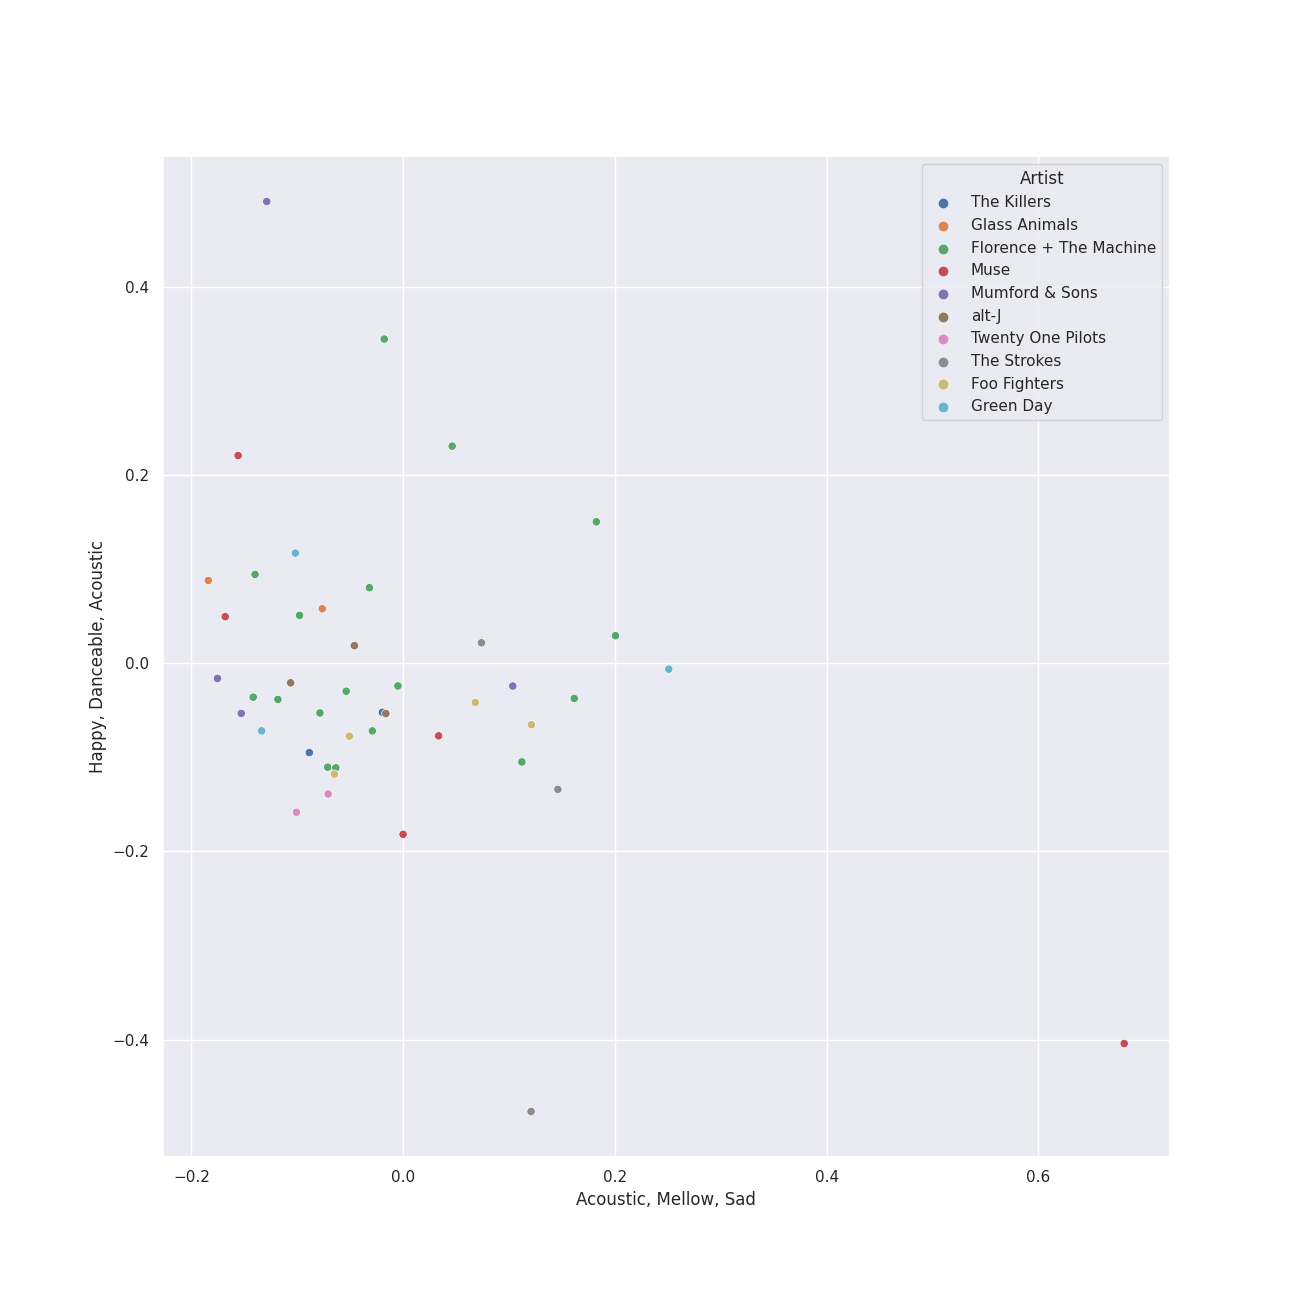 Artist
The Killers
Glass Animals
Florence + The Machine
Muse
Mumford & Sons
alt-J
Twenty One Pilots
The Strokes
Foo Fighters
Green Day
0.4
0.2
0.0
−0.2
−0.4
Happy, Danceable, Acoustic
−0.2 0.0 0.2 0.4 0.6
Acoustic, Mellow, Sad